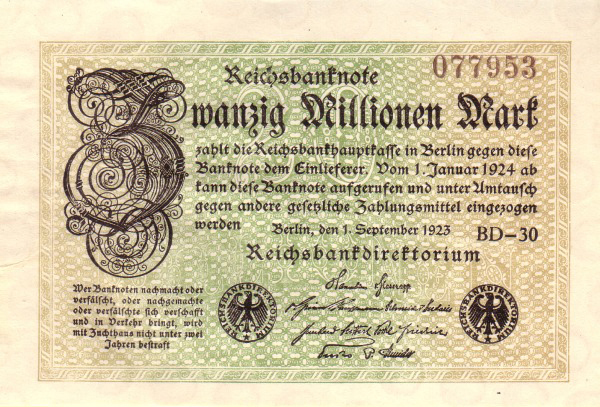 Reichsbanknote
077953
Zwanzig Millionen Mark
zahlt die Reichsbankhauptkasse in Berlin gegen diese
Banknote dem Einlieferer. Vom 1. Januar 1924 ab
kann diese Banknote aufgerufen und unter Umtausch
gegen andere gesetzliche Zahlungsmittel eingezogen
werden
Berlin, den 1. September 1923
BD-30
Reichsbankdirektorium
Wer Banknoten nachmacht oder
verfälscht, oder nachgemachte
oder verfälschte sich verschafft
und in Verkehr bringt, wird
mit Zuchthaus nicht unter zwei
Jahren bestraft
REICHSBANKDIREKTORIUM
REICHSBANKDIREKTORIUM